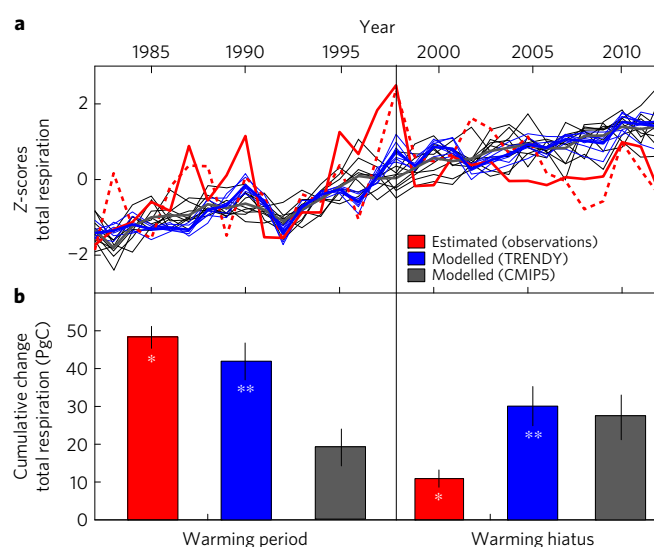 a
Year
1985 1990 1995 2000 2005 2010
2
0
−2
Z-scores
total respiration
Estimated (observations)
Modelled (TRENDY)
Modelled (CMIP5)
b
50
40
30
20
10
0
Cumulative change
total respiration (PgC)
* ** * **
Warming period Warming hiatus